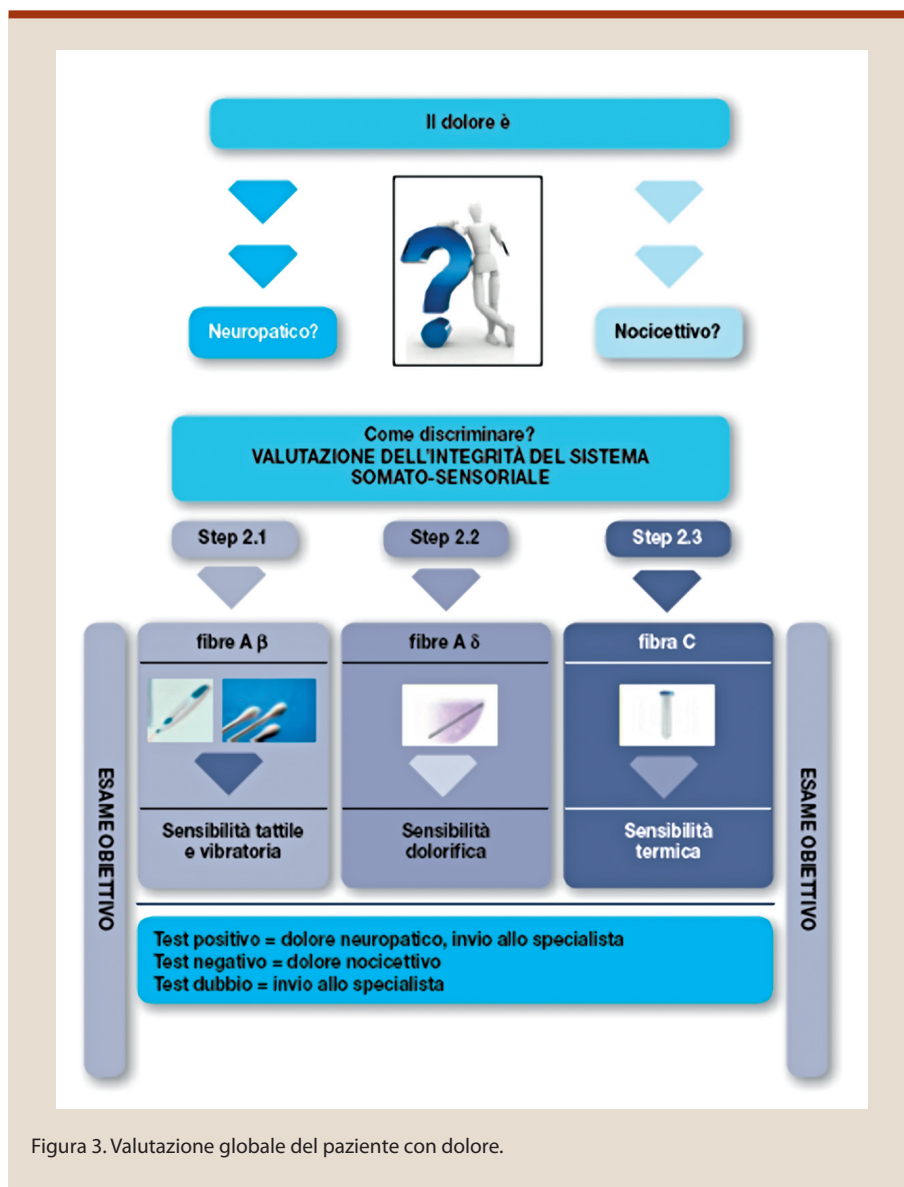 Il dolore è
Neuropatico?
Nocicettivo?
Come discriminare?
VALUTAZIONE DELL'INTEGRITÀ DEL SISTEMA
SOMATO-SENSORIALE
Step 2.1
Step 2.2
Step 2.3
ESAME OBIETTIVO
fibre A β
Sensibilità tattile
e vibratoria
fibre A δ
Sensibilità
dolorifica
fibra C
Sensibilità
termica
ESAME OBIETTIVO
Test positivo = dolore neuropatico, invio allo specialista
Test negativo = dolore nocicettivo
Test dubbio = invio allo specialista
Figura 3. Valutazione globale del paziente con dolore.